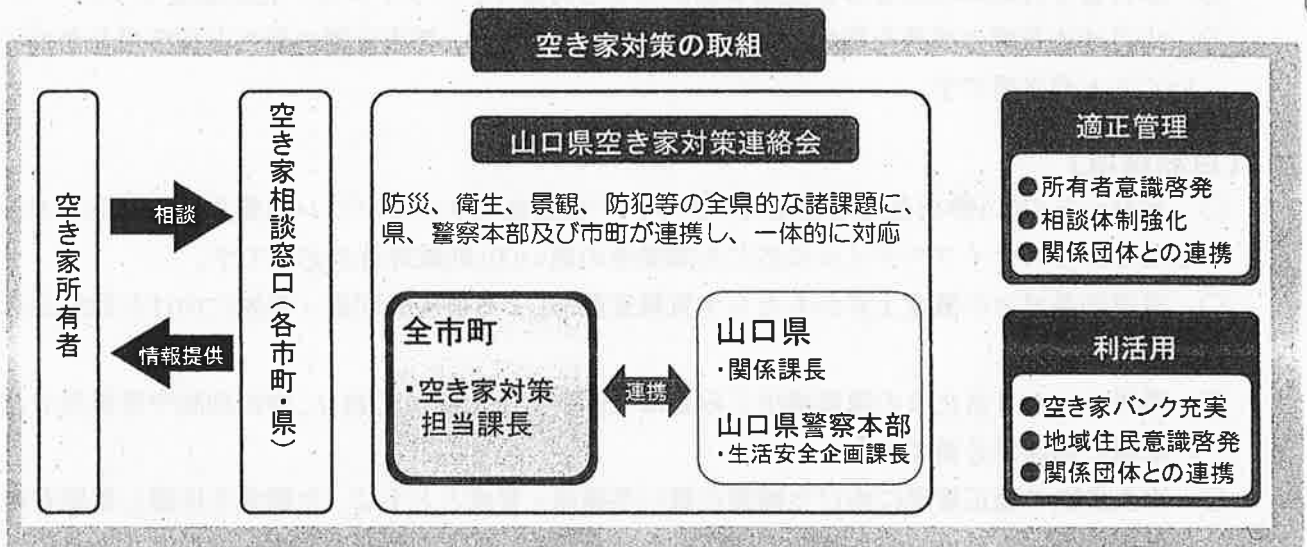 空き家対策の取組
空き家所有者
相談
情報提供
空き家相談窓口（各市町・県）
山口県空き家対策連絡会
防災、衛生、景観、防犯等の全県的な諸課題に
県、警察本部及び市町が連携し、一体的に対応
全市町
・空き家対策
担当課長
連携
山口県
・関係課長
山口県警察本部
・生活安全企画課長
適正管理
●所有者意識啓発
●相談体制強化
●関係団体との連携
利活用
●空き家バンク充実
●地域住民意識啓発
●関係団体との連携